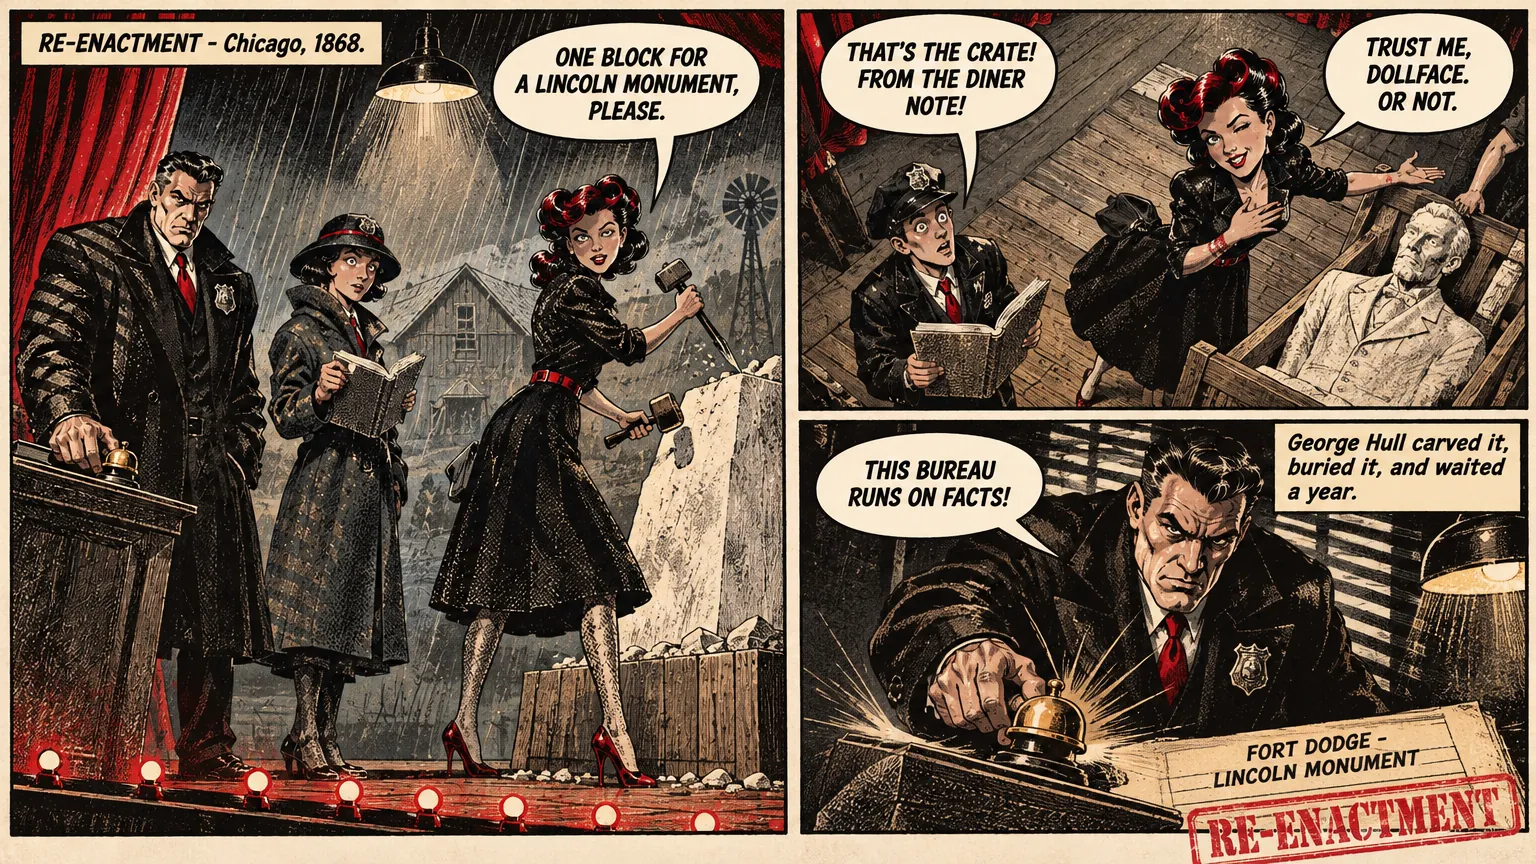 RE-ENACTMENT - Chicago, 1868.
ONE BLOCK FOR
A LINCOLN MONUMENT,
PLEASE.
THAT'S THE CRATE!
FROM THE DINER
NOTE!
TRUST ME,
DOLLFACE.
OR NOT.
THIS BUREAU
RUNS ON FACTS!
George Hull carved it,
buried it, and waited
a year.
FORT DODGE -
LINCOLN MONUMENT
RE-ENACTMENT